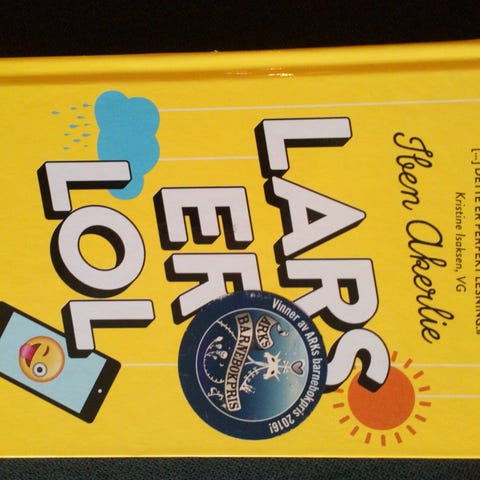 [...] DETTE ER PERFEKT LESNING.
Kristine Isaksen, VG
Iben Akerlie
LARS
ER
LOL
Vinner av ARKs barnebokpris 2016!
ARKs
BARNEBOKPRIS